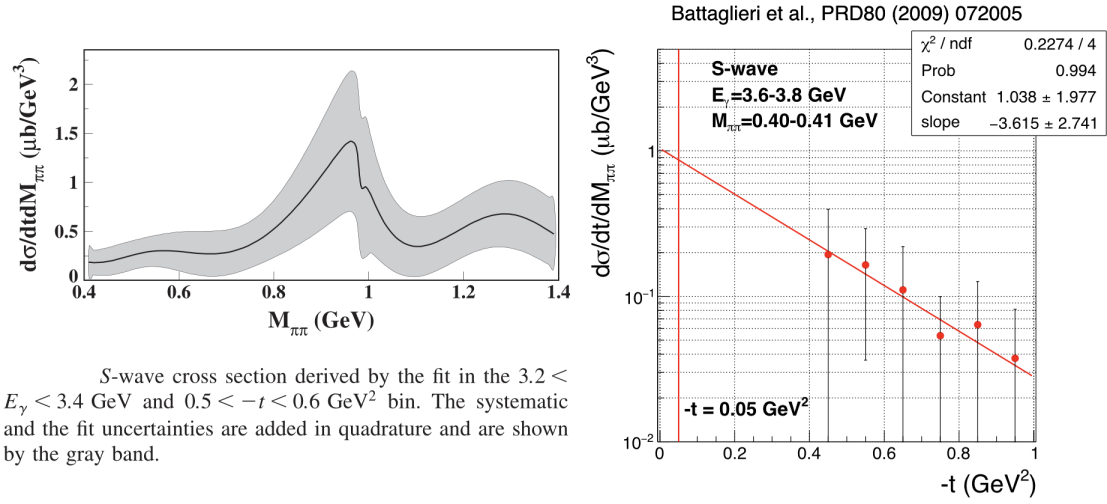 Battaglieri et al., PRD80 (2009) 072005
dσ/dtdMππ (μb/GeV³)
2
1.5
1
0.5
0
0.4
0.6
0.8
1
1.2
1.4
Mππ (GeV)
S-wave cross section derived by the fit in the 3.2 <
Eγ < 3.4 GeV and 0.5 < −t < 0.6 GeV² bin. The systematic
and the fit uncertainties are added in quadrature and are shown
by the gray band.
dσ/dt/dMππ (μb/GeV³)
χ² / ndf 0.2274 / 4
Prob 0.994
Constant 1.038 ± 1.977
slope −3.615 ± 2.741
S-wave
Eγ=3.6-3.8 GeV
Mππ=0.40-0.41 GeV
1
10⁻¹
10⁻²
-t = 0.05 GeV²
0
0.2
0.4
0.6
0.8
1
-t (GeV²)